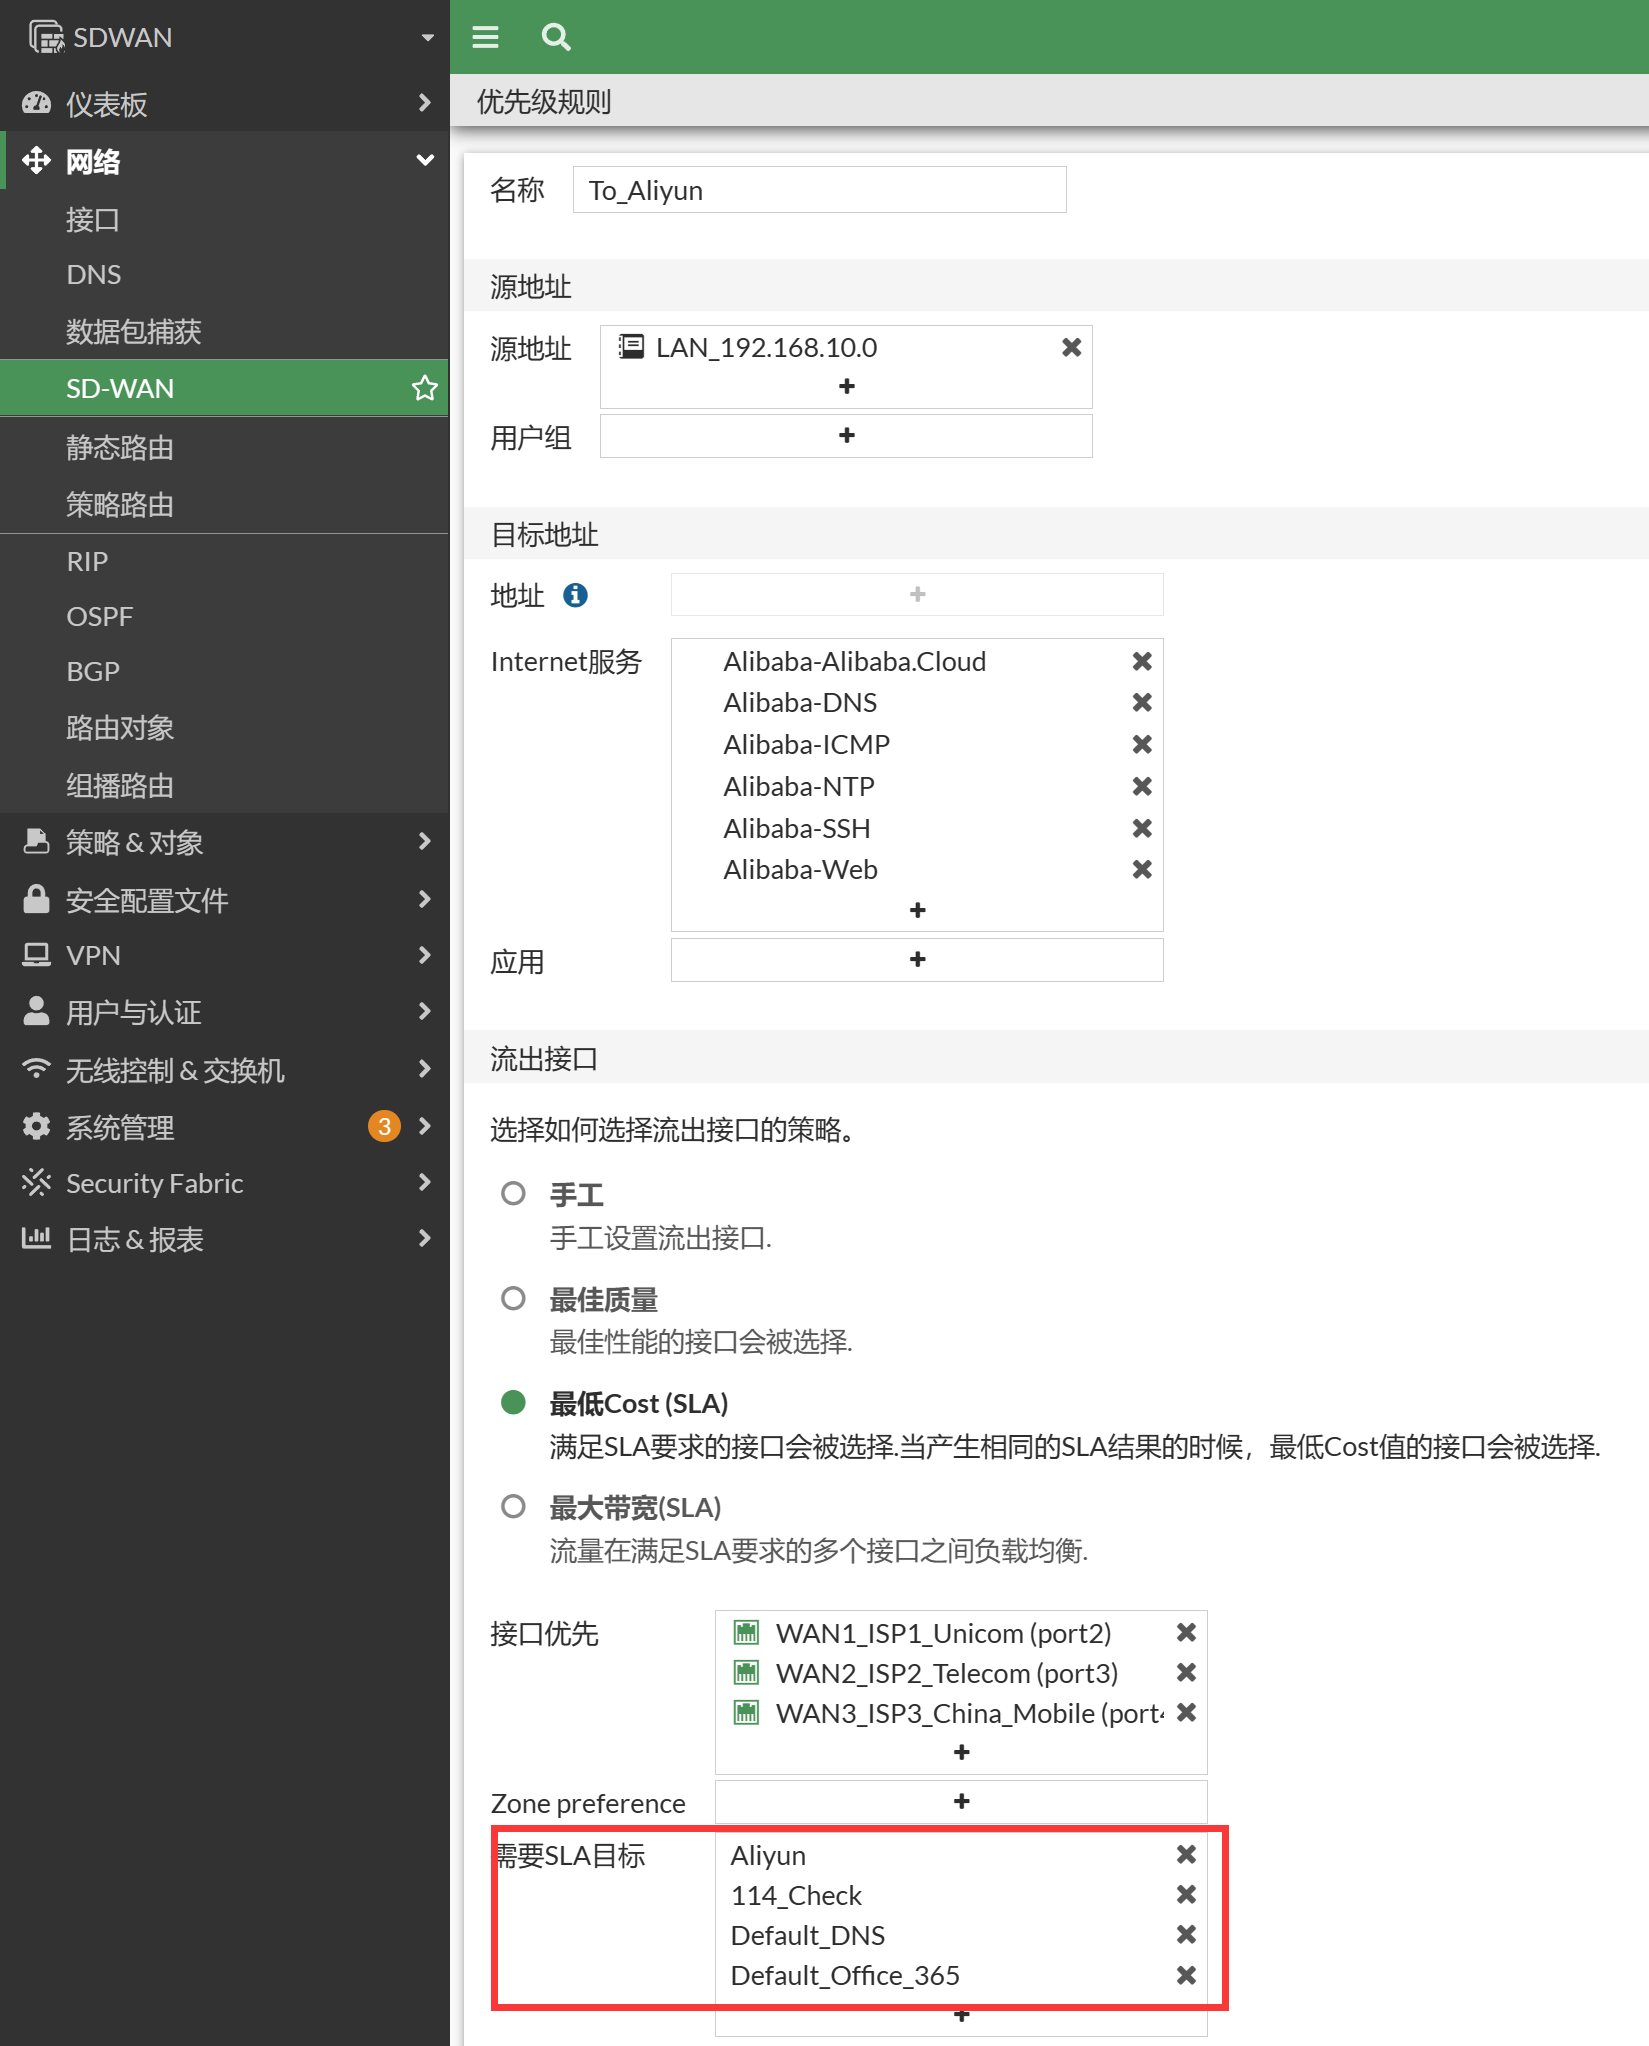 SDWAN
仪表板
网络
接口
DNS
数据包捕获
SD-WAN
静态路由
策略路由
RIP
OSPF
BGP
路由对象
组播路由
策略 & 对象
安全配置文件
VPN
用户与认证
无线控制 & 交换机
系统管理 3
Security Fabric
日志 & 报表
优先级规则
名称 To_Aliyun
源地址
源地址 LAN_192.168.10.0
用户组
目标地址
地址
Internet服务 Alibaba-Alibaba.Cloud
Alibaba-DNS
Alibaba-ICMP
Alibaba-NTP
Alibaba-SSH
Alibaba-Web
应用
流出接口
选择如何选择流出接口的策略。
手工
手工设置流出接口.
最佳质量
最佳性能的接口会被选择.
最低Cost (SLA)
满足SLA要求的接口会被选择.当产生相同的SLA结果的时候，最低Cost值的接口会被选择.
最大带宽(SLA)
流量在满足SLA要求的多个接口之间负载均衡.
接口优先 WAN1_ISP1_Unicom (port2)
WAN2_ISP2_Telecom (port3)
WAN3_ISP3_China_Mobile (port4
Zone preference
需要SLA目标 Aliyun
114_Check
Default_DNS
Default_Office_365